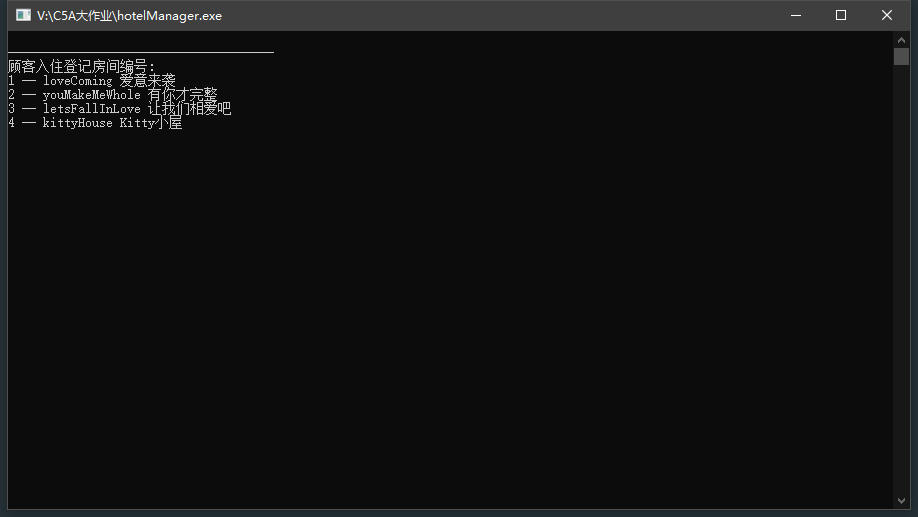 V:\C5A大作业\hotelManager.exe
顾客入住登记房间编号:
1 -- loveComing 爱意来袭
2 -- youMakeMeWhole 有你才完整
3 -- letsFallInLove 让我们相爱吧
4 -- kittyHouse Kitty小屋